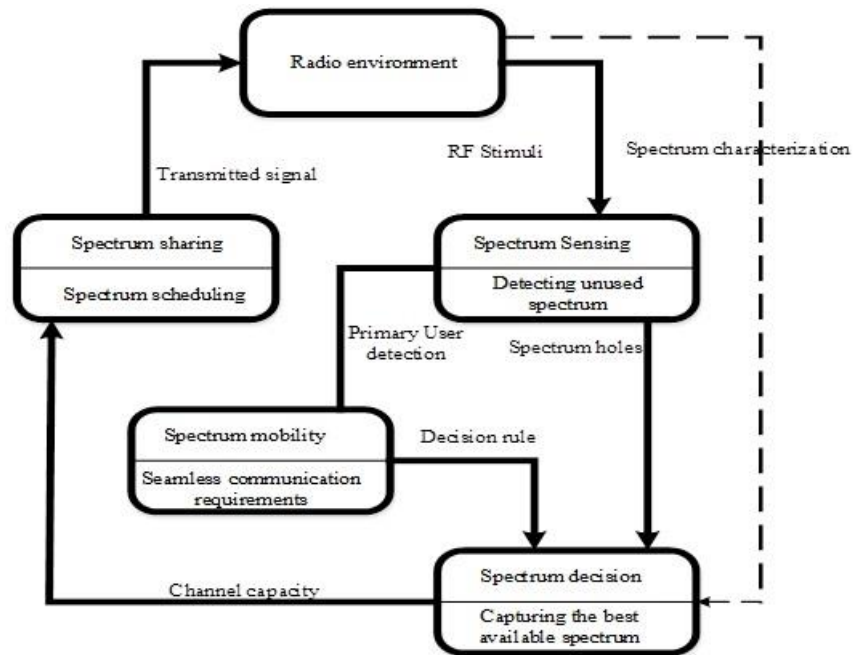 Radio environment
RF Stimuli
Spectrum characterization
Transmitted signal
Spectrum sharing
Spectrum scheduling
Spectrum Sensing
Detecting unused
spectrum
Primary User
detection
Spectrum holes
Spectrum mobility
Seamless communication
requirements
Decision rule
Spectrum decision
Capturing the best
available spectrum
Channel capacity